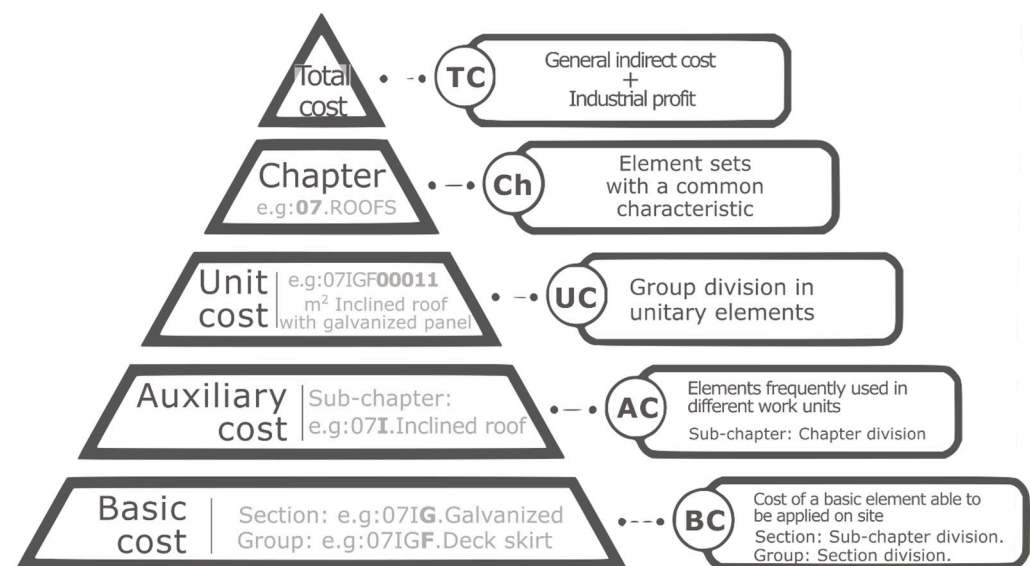 Total
cost
TC
General indirect cost
+
Industrial profit
Chapter
e.g:07.ROOFS
Ch
Element sets
with a common
characteristic
Unit
cost
e.g:07IGF00011
m² Inclined roof
with galvanized panel
UC
Group division in
unitary elements
Auxiliary
cost
Sub-chapter:
e.g:07I.Inclined roof
AC
Elements frequently used in
different work units
Sub-chapter: Chapter division
Basic
cost
Section: e.g:07IG.Galvanized
Group: e.g:07IGF.Deck skirt
BC
Cost of a basic element able to
be applied on site
Section: Sub-chapter division.
Group: Section division.